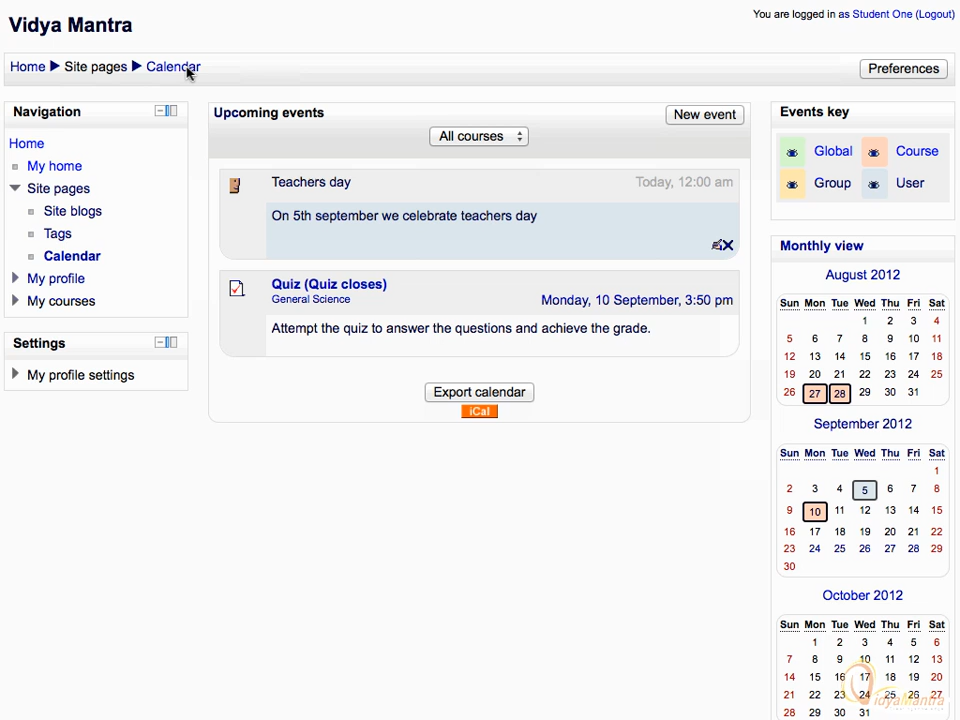 Vidya Mantra
You are logged in as Student One (Logout)
Home Site pages Calendar
Preferences
Navigation
Home
My home
Site pages
Site blogs
Tags
Calendar
My profile
My courses
Settings
My profile settings
Upcoming events
New event
All courses
Teachers day
Today, 12:00 am
On 5th september we celebrate teachers day
Quiz (Quiz closes)
General Science
Monday, 10 September, 3:50 pm
Attempt the quiz to answer the questions and achieve the grade.
Export calendar
iCal
Events key
Global Course
Group User
Monthly view
August 2012
Sun Mon Tue Wed Thu Fri Sat
1 2 3 4
5 6 7 8 9 10 11
12 13 14 15 16 17 18
19 20 21 22 23 24 25
26 27 28 29 30 31
September 2012
Sun Mon Tue Wed Thu Fri Sat
1
2 3 4 5 6 7 8
9 10 11 12 13 14 15
16 17 18 19 20 21 22
23 24 25 26 27 28 29
30
October 2012
Sun Mon Tue Wed Thu Fri Sat
1 2 3 4 5 6
7 8 9 10 11 12 13
14 15 16 17 18 19 20
21 22 23 24 25 26 27
28 29 30 31
VidyaMantra